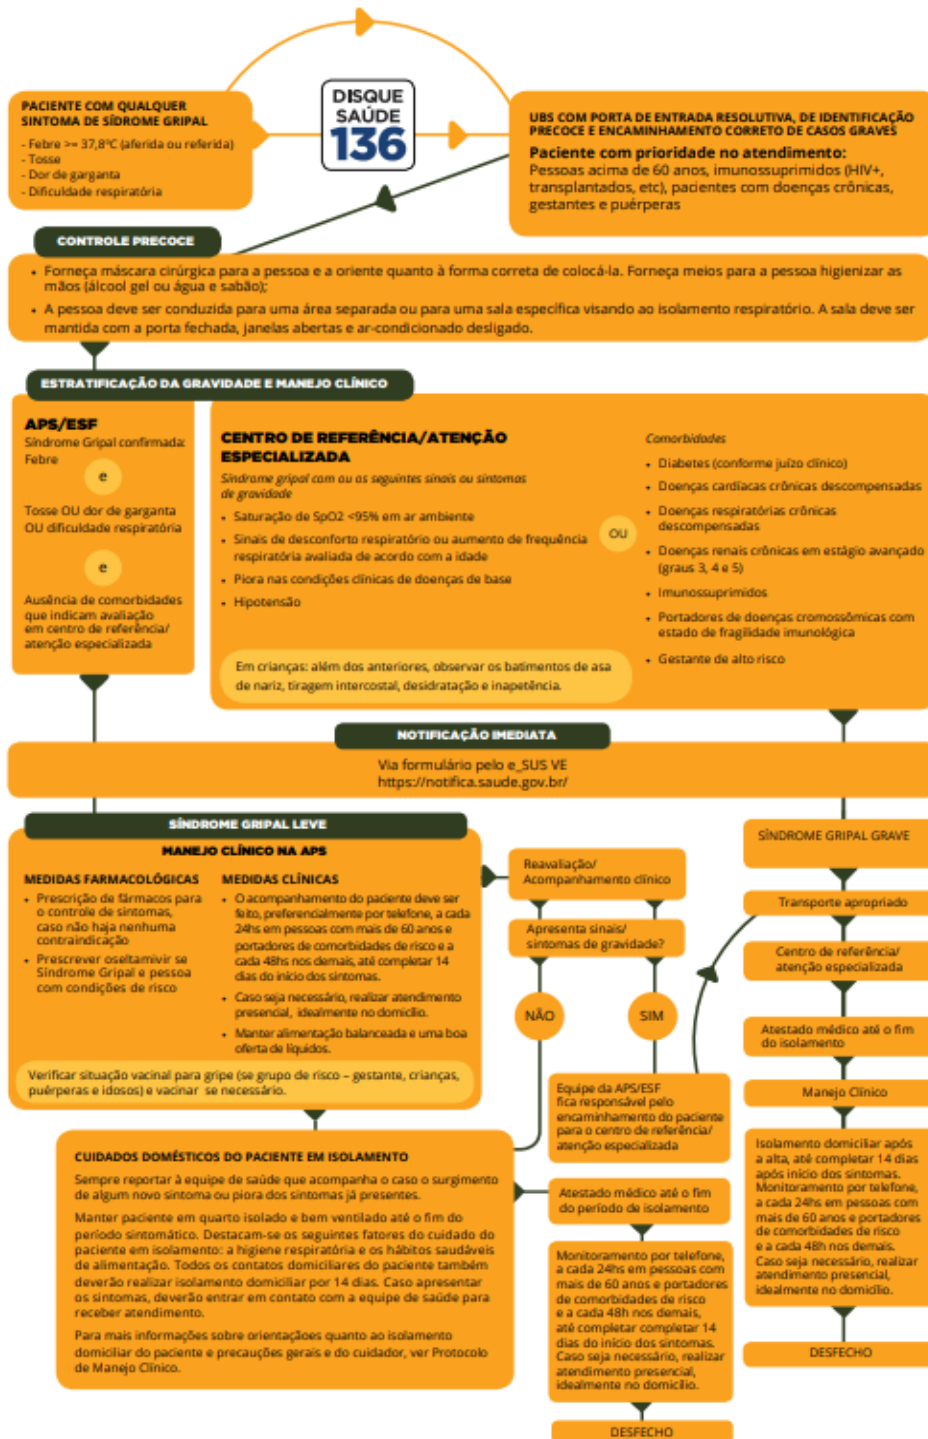 PACIENTE COM QUALQUER
SINTOMA DE SÍDROME GRIPAL
- Febre >= 37,8ºC (aferida ou referida)
- Tosse
- Dor de garganta
- Dificuldade respiratória
DISQUE
SAÚDE
136
UBS COM PORTA DE ENTRADA RESOLUTIVA, DE IDENTIFICAÇÃO
PRECOCE E ENCAMINHAMENTO CORRETO DE CASOS GRAVES
Paciente com prioridade no atendimento:
Pessoas acima de 60 anos, imunossuprimidos (HIV+,
transplantados, etc), pacientes com doenças crônicas,
gestantes e puérperas
CONTROLE PRECOCE
• Forneça máscara cirúrgica para a pessoa e a oriente quanto à forma correta de colocá-la. Forneça meios para a pessoa higienizar as
mãos (álcool gel ou água e sabão);
• A pessoa deve ser conduzida para uma área separada ou para uma sala específica visando ao isolamento respiratório. A sala deve ser
mantida com a porta fechada, janelas abertas e ar-condicionado desligado.
ESTRATIFICAÇÃO DA GRAVIDADE E MANEJO CLÍNICO
APS/ESF
Síndrome Gripal confirmada:
Febre
e
Tosse OU dor de garganta
OU dificuldade respiratória
e
Ausência de comorbidades
que indicam avaliação
em centro de referência/
atenção especializada
CENTRO DE REFERÊNCIA/ATENÇÃO
ESPECIALIZADA
Síndrome gripal com ou os seguintes sinais ou sintomas
de gravidade
• Saturação de SpO2 <95% em ar ambiente
• Sinais de desconforto respiratório ou aumento de frequência
respiratória avaliada de acordo com a idade
• Piora nas condições clínicas de doenças de base
• Hipotensão
Em crianças: além dos anteriores, observar os batimentos de asa
de nariz, tiragem intercostal, desidratação e inapetência.
OU
Comorbidades
• Diabetes (conforme juízo clínico)
• Doenças cardíacas crônicas descompensadas
• Doenças respiratórias crônicas
descompensadas
• Doenças renais crônicas em estágio avançado
(graus 3, 4 e 5)
• Imunossuprimidos
• Portadores de doenças cromossômicas com
estado de fragilidade imunológica
• Gestante de alto risco
NOTIFICAÇÃO IMEDIATA
Via formulário pelo e_SUS VE
https://notifica.saude.gov.br/
SÍNDROME GRIPAL LEVE
MANEJO CLÍNICO NA APS
MEDIDAS FARMACOLÓGICAS
• Prescrição de fármacos para
o controle de sintomas,
caso não haja nenhuma
contraindicação
• Prescrever oseltamivir se
Síndrome Gripal e pessoa
com condições de risco
MEDIDAS CLÍNICAS
• O acompanhamento do paciente deve ser
feito, preferencialmente por telefone, a cada
24hs em pessoas com mais de 60 anos e
portadores de comorbidades de risco e a
cada 48hs nos demais, até completar 14
dias do início dos sintomas.
• Caso seja necessário, realizar atendimento
presencial, idealmente no domicílio.
• Manter alimentação balanceada e uma boa
oferta de líquidos.
Verificar situação vacinal para gripe (se grupo de risco – gestante, crianças,
puérperas e idosos) e vacinar se necessário.
Reavaliação/
Acompanhamento clínico
Apresenta sinais/
sintomas de gravidade?
NÃO
SIM
Equipe da APS/ESF
fica responsável pelo
encaminhamento do paciente
para o centro de referência/
atenção especializada
SÍNDROME GRIPAL GRAVE
Transporte apropriado
Centro de referência/
atenção especializada
Atestado médico até o fim
do isolamento
Manejo Clínico
Isolamento domiciliar após
a alta, até completar 14 dias
após início dos sintomas.
Monitoramento por telefone,
a cada 24hs em pessoas com
mais de 60 anos e portadores
de comorbidades de risco
e a cada 48h nos demais.
Caso seja necessário, realizar
atendimento presencial,
idealmente no domicílio.
DESFECHO
CUIDADOS DOMÉSTICOS DO PACIENTE EM ISOLAMENTO
Sempre reportar à equipe de saúde que acompanha o caso o surgimento
de algum novo sintoma ou piora dos sintomas já presentes.
Manter paciente em quarto isolado e bem ventilado até o fim do
período sintomático. Destacam-se os seguintes fatores do cuidado do
paciente em isolamento: a higiene respiratória e os hábitos saudáveis
de alimentação. Todos os contatos domiciliares do paciente também
deverão realizar isolamento domiciliar por 14 dias. Caso apresentar
os sintomas, deverão entrar em contato com a equipe de saúde para
receber atendimento.
Para mais informações sobre orientaçãoes quanto ao isolamento
domiciliar do paciente e precauções gerais e do cuidador, ver Protocolo
de Manejo Clínico.
Atestado médico até o fim
do período de isolamento
Monitoramento por telefone,
a cada 24hs em pessoas com
mais de 60 anos e portadores
de comorbidades de risco
e a cada 48h nos demais,
até completar completar 14
dias do início dos sintomas.
Caso seja necessário, realizar
atendimento presencial,
idealmente no domicílio.
DESFECHO